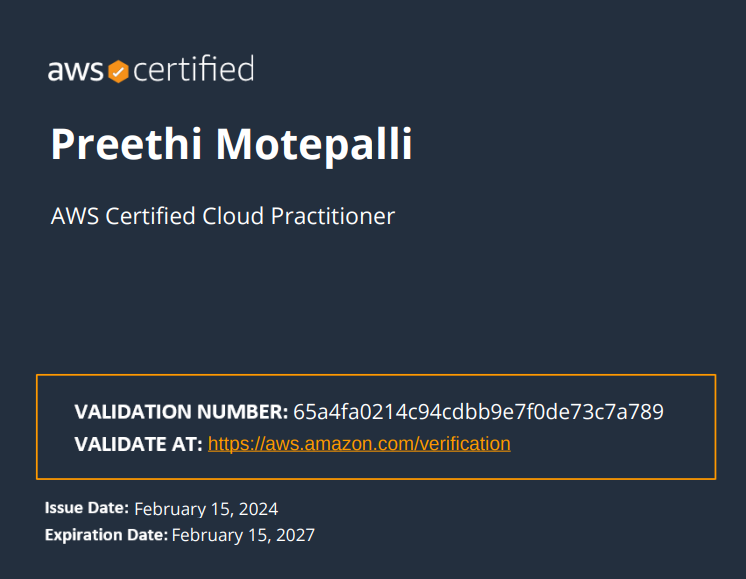 aws certified
Preethi Motepalli
AWS Certified Cloud Practitioner
VALIDATION NUMBER: 65a4fa0214c94cdbb9e7f0de73c7a789
VALIDATE AT: https://aws.amazon.com/verification
Issue Date: February 15, 2024
Expiration Date: February 15, 2027